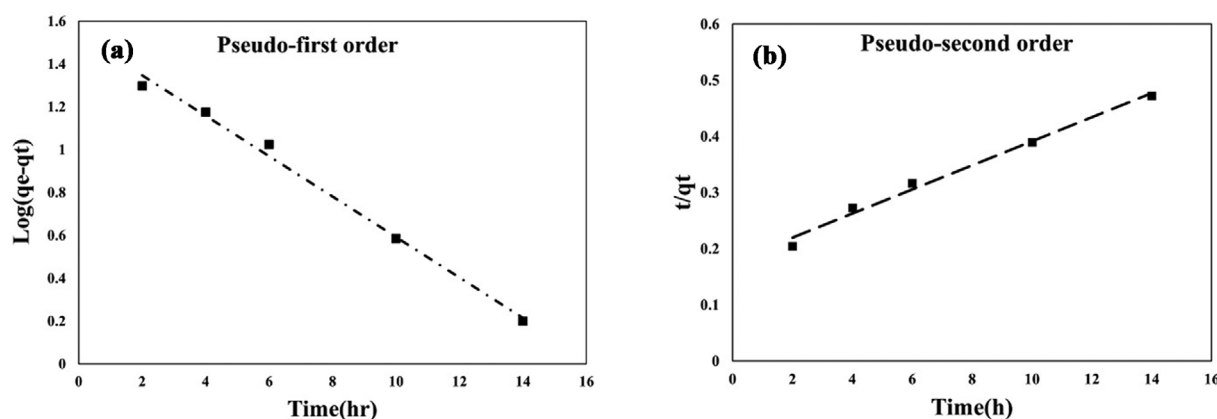 (a)
Pseudo-first order
Log(qe-qt)
1.6
1.4
1.2
1
0.8
0.6
0.4
0.2
0
0 2 4 6 8 10 12 14 16
Time(hr)
(b)
Pseudo-second order
t/qt
0.6
0.5
0.4
0.3
0.2
0.1
0
0 2 4 6 8 10 12 14 16
Time(h)